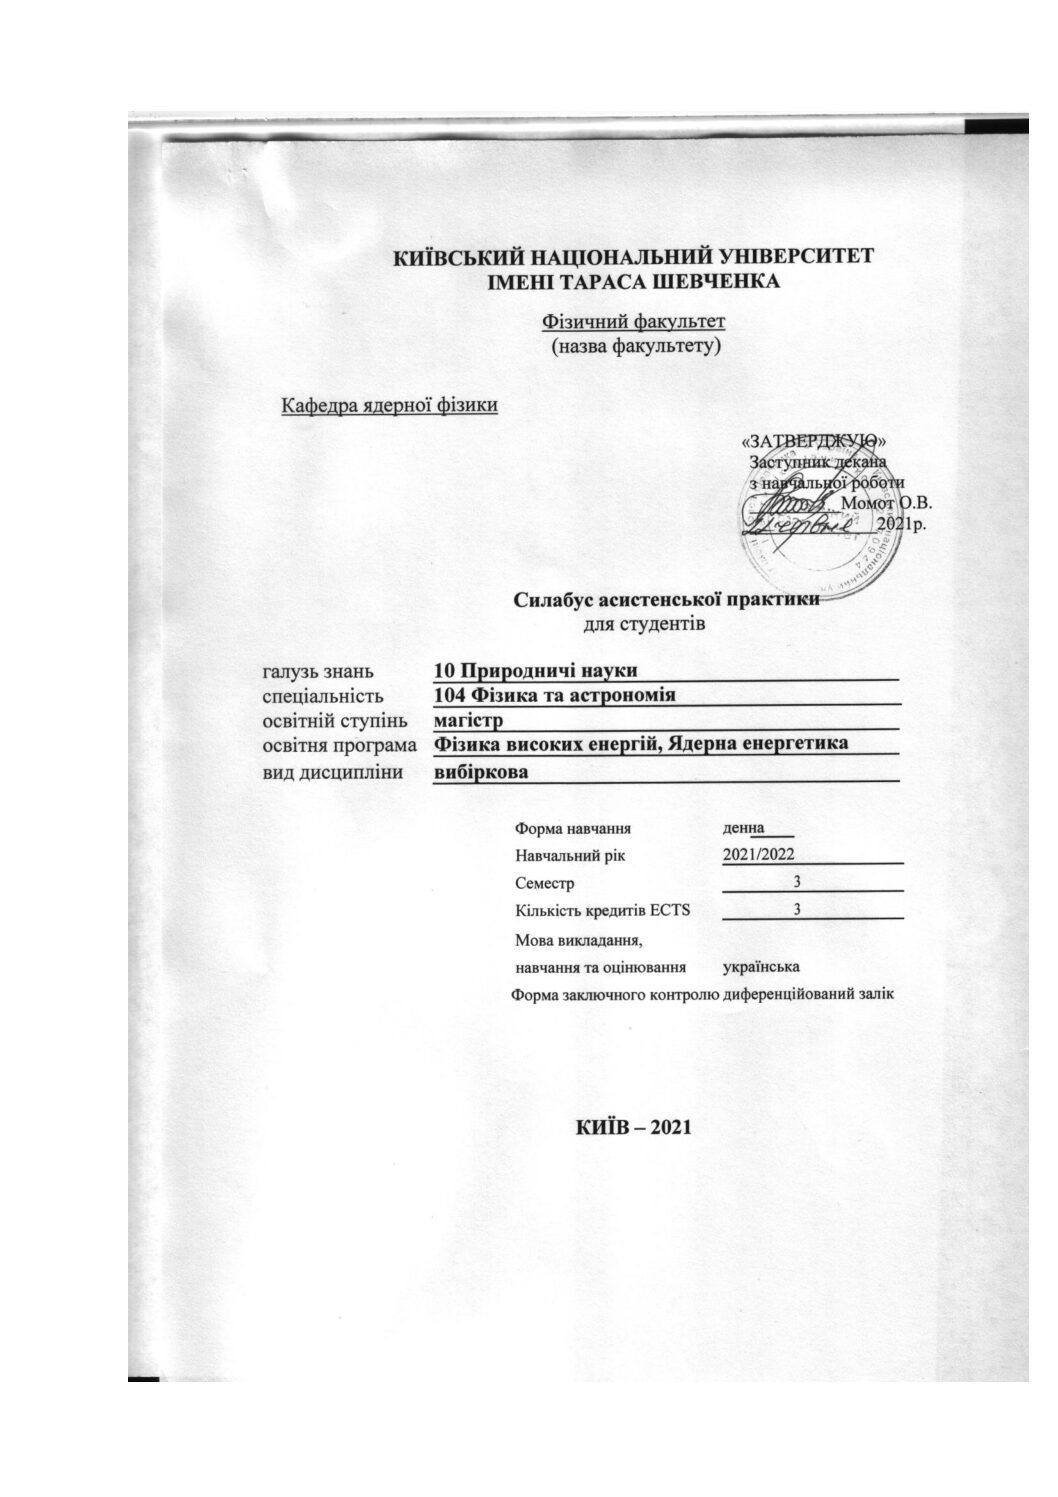 КИЇВСЬКИЙ НАЦІОНАЛЬНИЙ УНІВЕРСИТЕТ
ІМЕНІ ТАРАСА ШЕВЧЕНКА
Фізичний факультет
(назва факультету)
Кафедра ядерної фізики
«ЗАТВЕРДЖУЮ»
Заступник декана
з навчальної роботи
Момот О.В.
2021р.
Силабус асистенської практики
для студентів
галузь знань 10 Природничі науки
спеціальність 104 Фізика та астрономія
освітній ступінь магістр
освітня програма Фізика високих енергій, Ядерна енергетика
вид дисципліни вибіркова
Форма навчання денна
Навчальний рік 2021/2022
Семестр 3
Кількість кредитів ECTS 3
Мова викладання,
навчання та оцінювання українська
Форма заключного контролю диференційований залік
КИЇВ – 2021